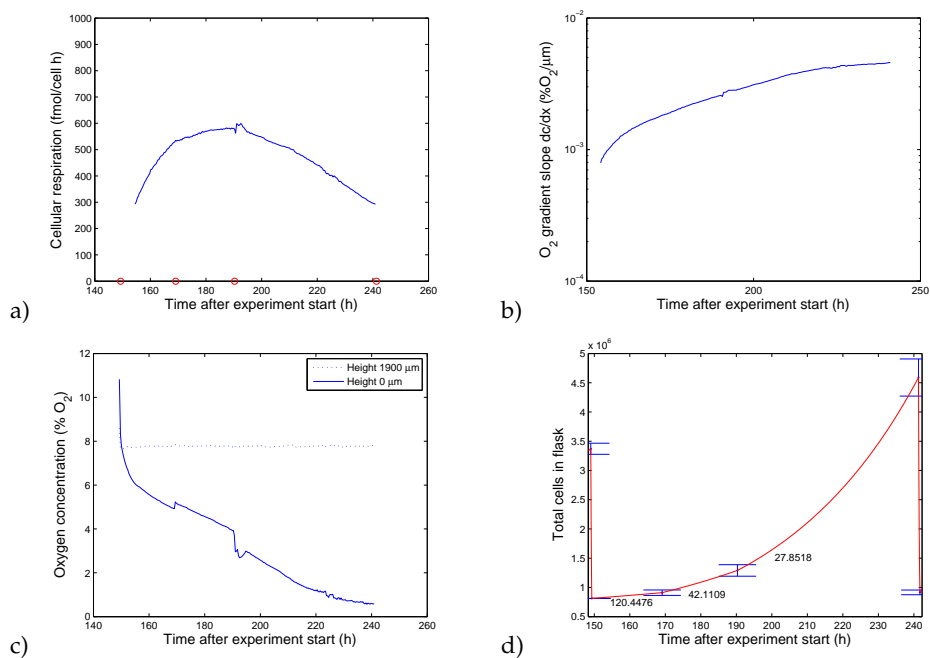 1000
900
800
700
600
500
400
300
200
100
0
140 160 180 200 220 240 260
Cellular respiration (fmol/cell h)
Time after experiment start (h)
a)
10^-2
10^-3
10^-4
150 200 250
O2 gradient slope dc/dx (%O2/μm)
Time after experiment start (h)
b)
12
10
8
6
4
2
0
140 160 180 200 220 240 260
Oxygen concentration (% O2)
Time after experiment start (h)
Height 1900 μm
Height 0 μm
c)
x 10^6
5
4.5
4
3.5
3
2.5
2
1.5
1
0.5
150 160 170 180 190 200 210 220 230 240
Total cells in flask
Time after experiment start (h)
120.4476
42.1109
27.8518
d)